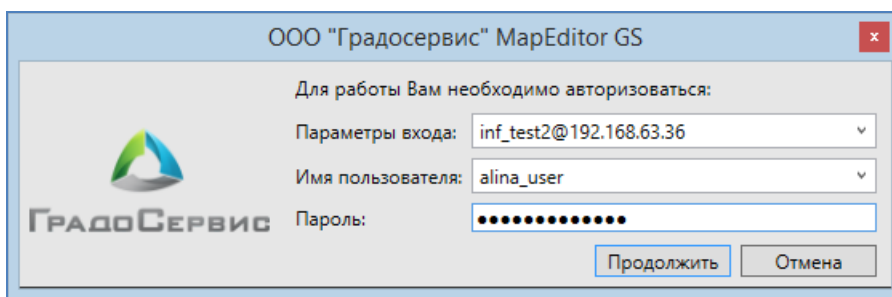 ООО "Градосервис" MapEditor GS
x
Для работы Вам необходимо авторизоваться:
Параметры входа: inf_test2@192.168.63.36
Имя пользователя: alina_user
ГРАДОСЕРВИС
Пароль: ●●●●●●●●●●●●●
Продолжить Отмена